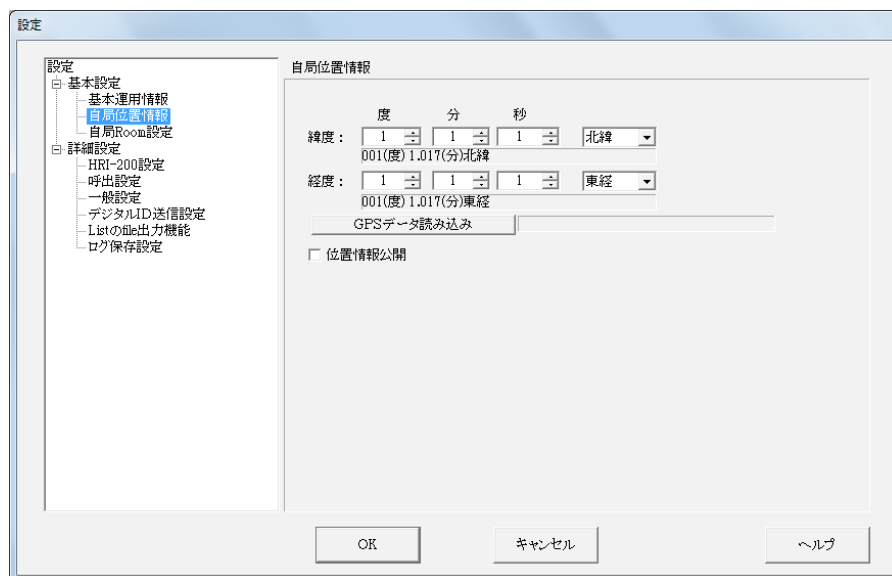 設定
設定
基本設定
基本運用情報
自局位置情報
自局Room設定
詳細設定
HRI-200設定
呼出設定
一般設定
デジタルID送信設定
Listのfile出力機能
ログ保存設定
自局位置情報
度 分 秒
緯度： 1 1 1 北緯
001(度) 1.017(分)北緯
経度： 1 1 1 東経
001(度) 1.017(分)東経
GPSデータ読み込み
位置情報公開
OK キャンセル ヘルプ